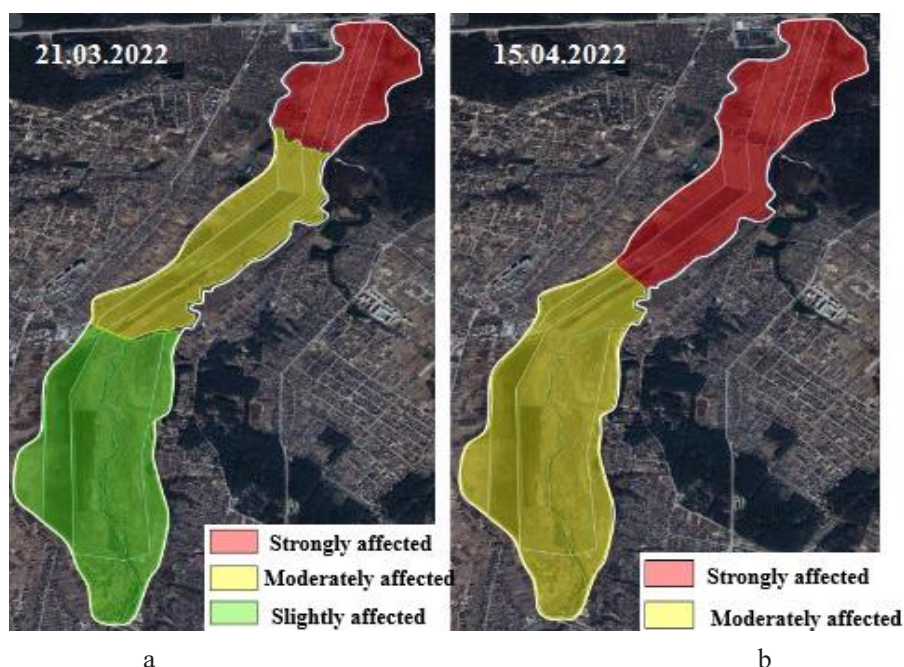 21.03.2022
15.04.2022
Strongly affected
Moderately affected
Slightly affected
Strongly affected
Moderately affected
a
b